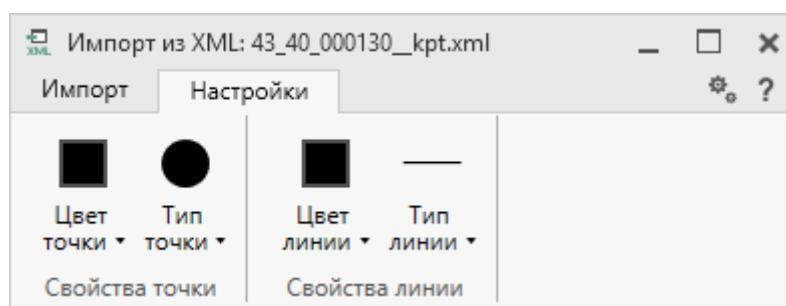 XML Импорт из XML: 43_40_000130__kpt.xml
Импорт Настройки ?
Цвет точки Тип точки Цвет линии Тип линии
Свойства точки Свойства линии